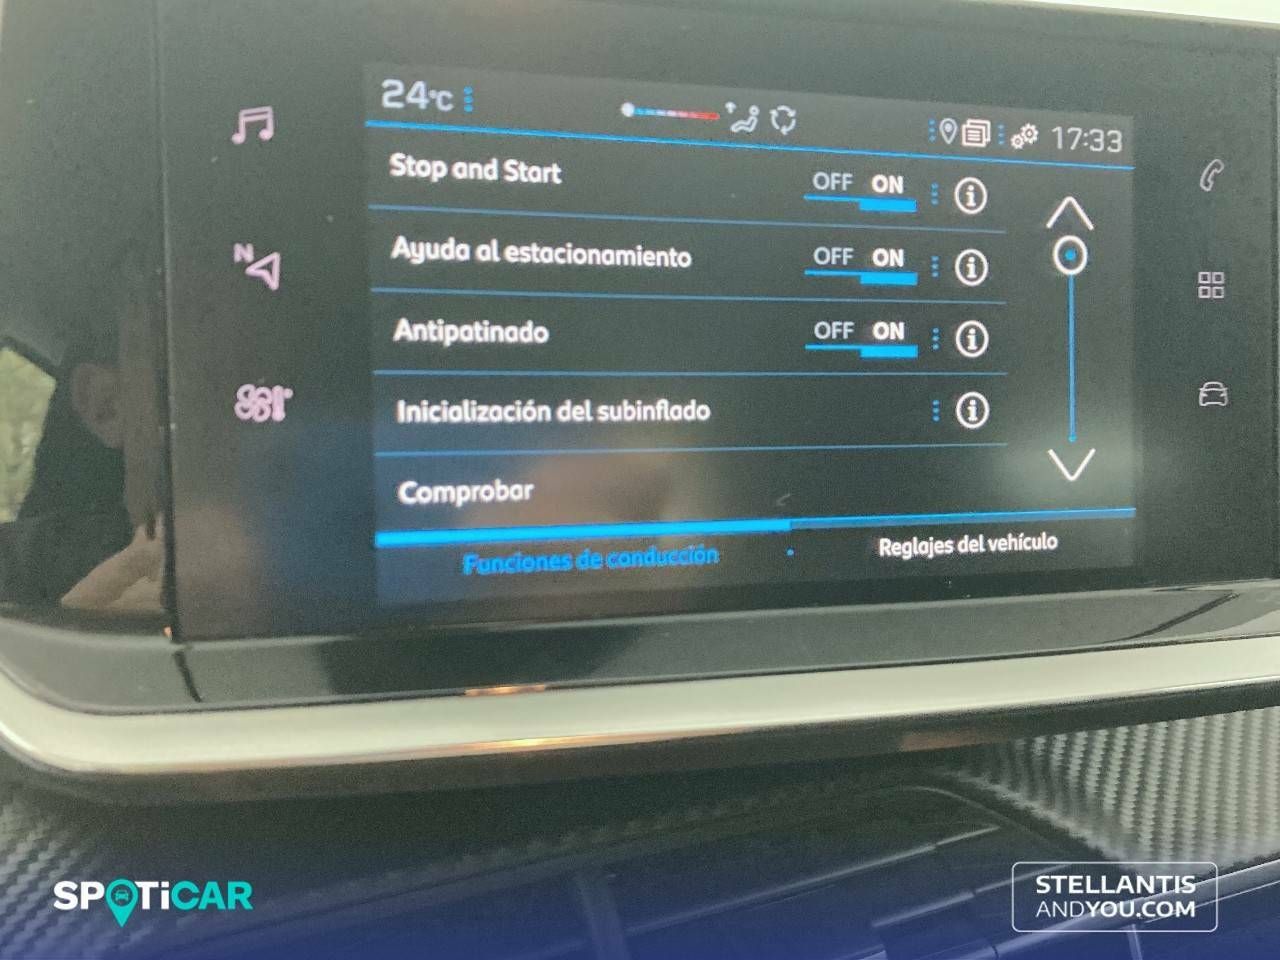 24°C
17:33
Stop and Start OFF ON
Ayuda al estacionamiento OFF ON
Antipatinado OFF ON
Inicialización del subinflado
Comprobar
Funciones de conducción
Reglajes del vehículo
N
SPOTiCAR
STELLANTIS
ANDYOU.COM